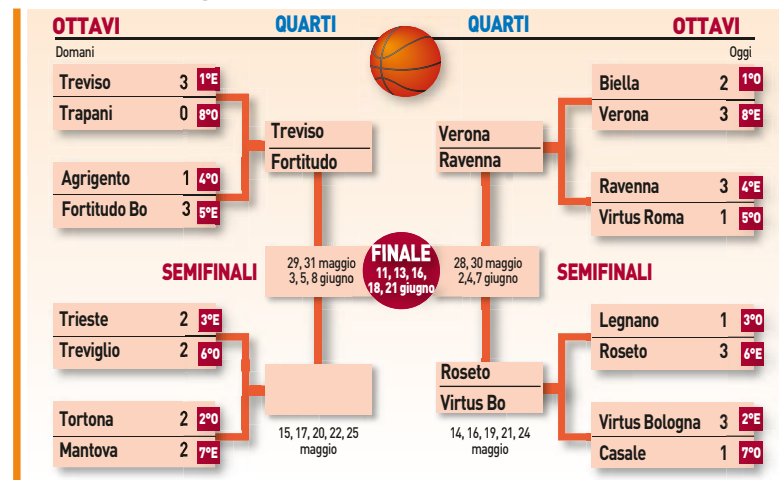 OTTAVI QUARTI QUARTI OTTAVI
Domani Oggi
Treviso 3 1°E
Trapani 0 8°O
Agrigento 1 4°O
Fortitudo Bo 3 5°E
Treviso
Fortitudo
Verona
Ravenna
Biella 2 1°O
Verona 3 8°E
Ravenna 3 4°E
Virtus Roma 1 5°O
SEMIFINALI
29, 31 maggio
3, 5, 8 giugno
FINALE
11, 13, 16,
18, 21 giugno
28, 30 maggio
2,4,7 giugno
SEMIFINALI
Trieste 2 3°E
Treviglio 2 6°O
Tortona 2 2°O
Mantova 2 7°E
15, 17, 20, 22, 25
maggio
Roseto
Virtus Bo
14, 16, 19, 21, 24
maggio
Legnano 1 3°O
Roseto 3 6°E
Virtus Bologna 3 2°E
Casale 1 7°O